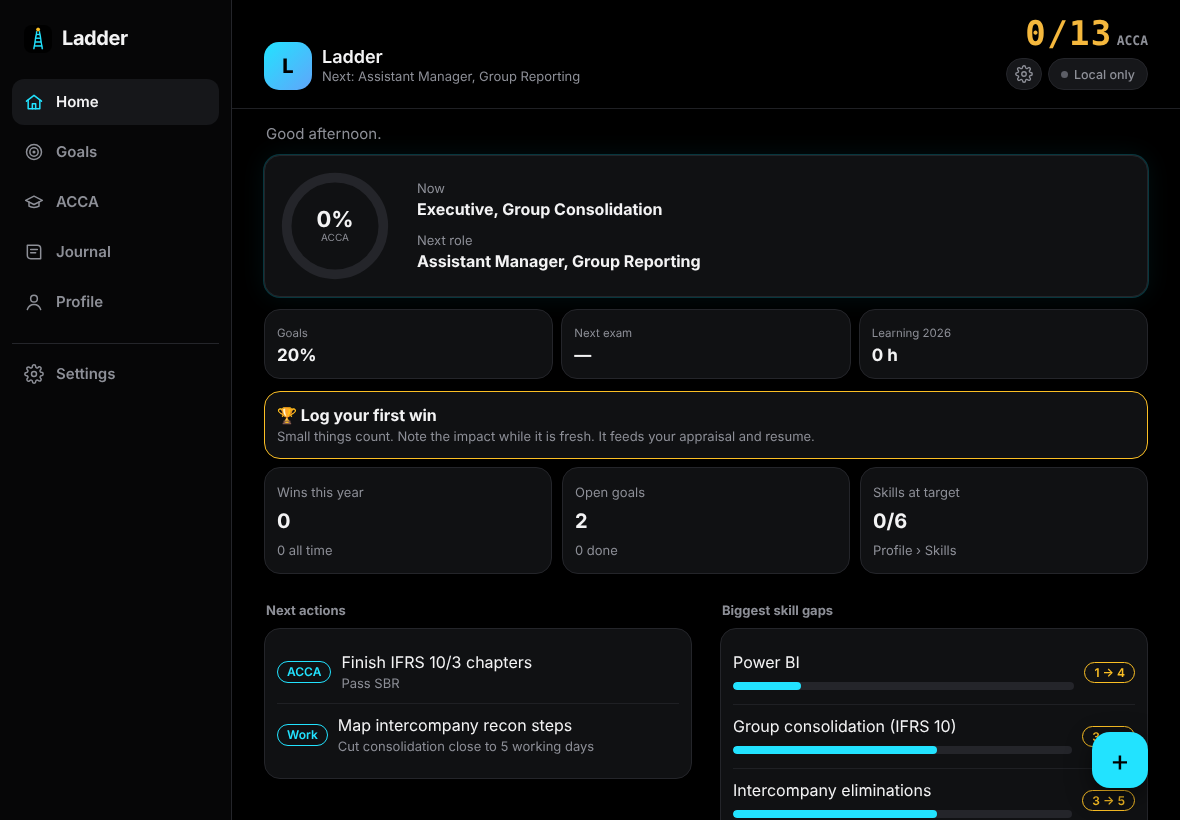 Ladder
Home
Goals
ACCA
Journal
Profile
Settings
L
Ladder
Next: Assistant Manager, Group Reporting
0/13 ACCA
Local only
Good afternoon.
0%
ACCA
Now
Executive, Group Consolidation
Next role
Assistant Manager, Group Reporting
Goals
20%
Next exam
—
Learning 2026
0 h
🏆 Log your first win
Small things count. Note the impact while it is fresh. It feeds your appraisal and resume.
Wins this year
0
0 all time
Open goals
2
0 done
Skills at target
0/6
Profile › Skills
Next actions
ACCA
Finish IFRS 10/3 chapters
Pass SBR
Work
Map intercompany recon steps
Cut consolidation close to 5 working days
Biggest skill gaps
Power BI
1 → 4
Group consolidation (IFRS 10)
+
Intercompany eliminations
3 → 5